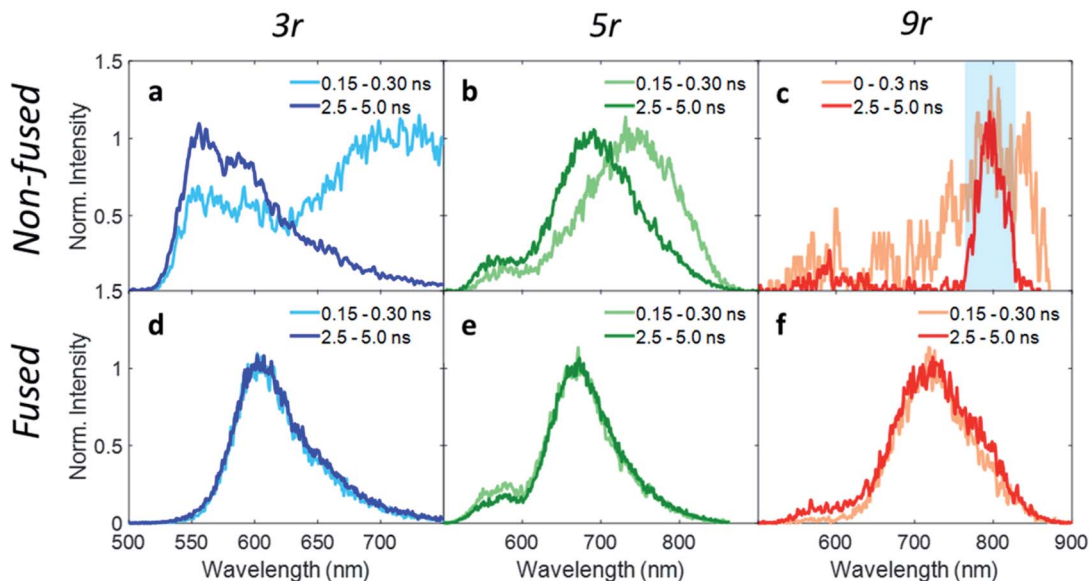 3r 5r 9r
Non-fused
Fused
1.5
1
0.5
1.5
Norm. Intensity
a
0.15 - 0.30 ns
2.5 - 5.0 ns
b
0.15 - 0.30 ns
2.5 - 5.0 ns
c
0 - 0.3 ns
2.5 - 5.0 ns
1
0.5
0
Norm. Intensity
d
0.15 - 0.30 ns
2.5 - 5.0 ns
e
0.15 - 0.30 ns
2.5 - 5.0 ns
f
0.15 - 0.30 ns
2.5 - 5.0 ns
500 550 600 650 700
600 700 800
600 700 800 900
Wavelength (nm) Wavelength (nm) Wavelength (nm)